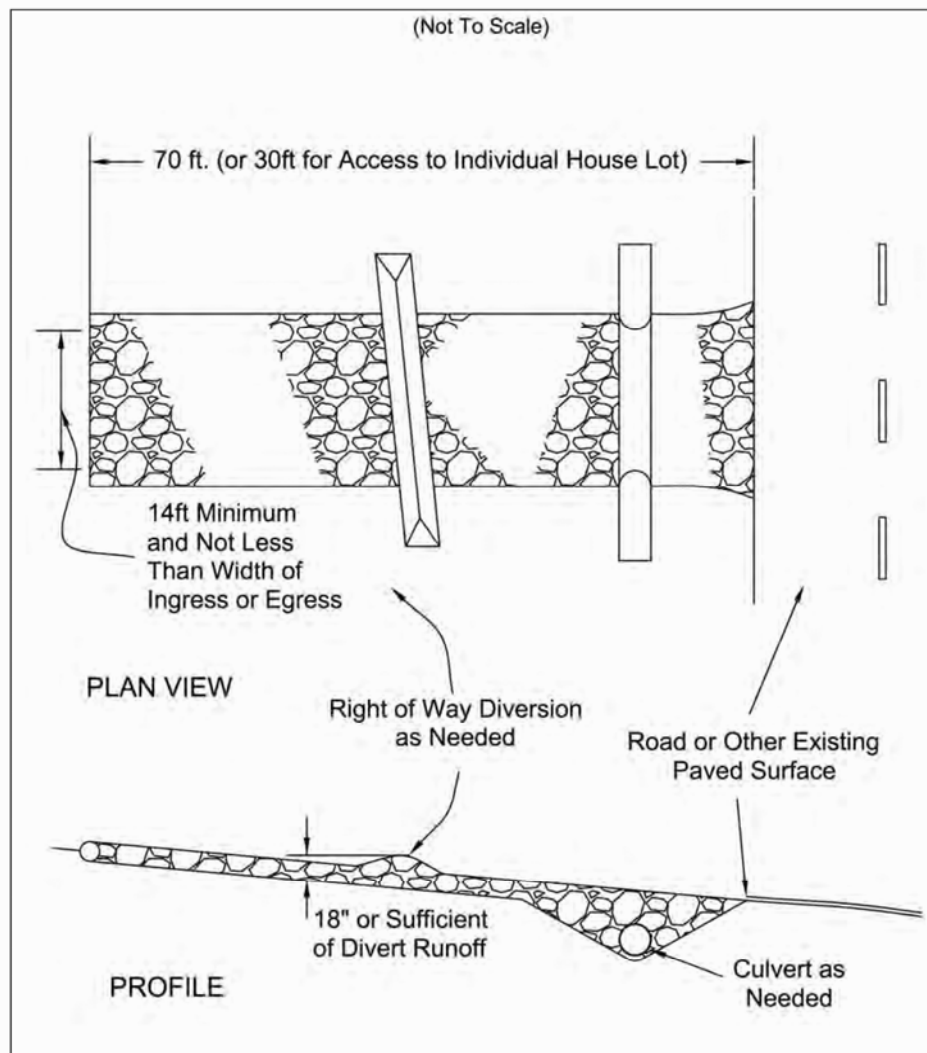 (Not To Scale)
70 ft. (or 30ft for Access to Individual House Lot)
14ft Minimum
and Not Less
Than Width of
Ingress or Egress
PLAN VIEW
Right of Way Diversion
as Needed
Road or Other Existing
Paved Surface
18" or Sufficient
of Divert Runoff
Culvert as
Needed
PROFILE